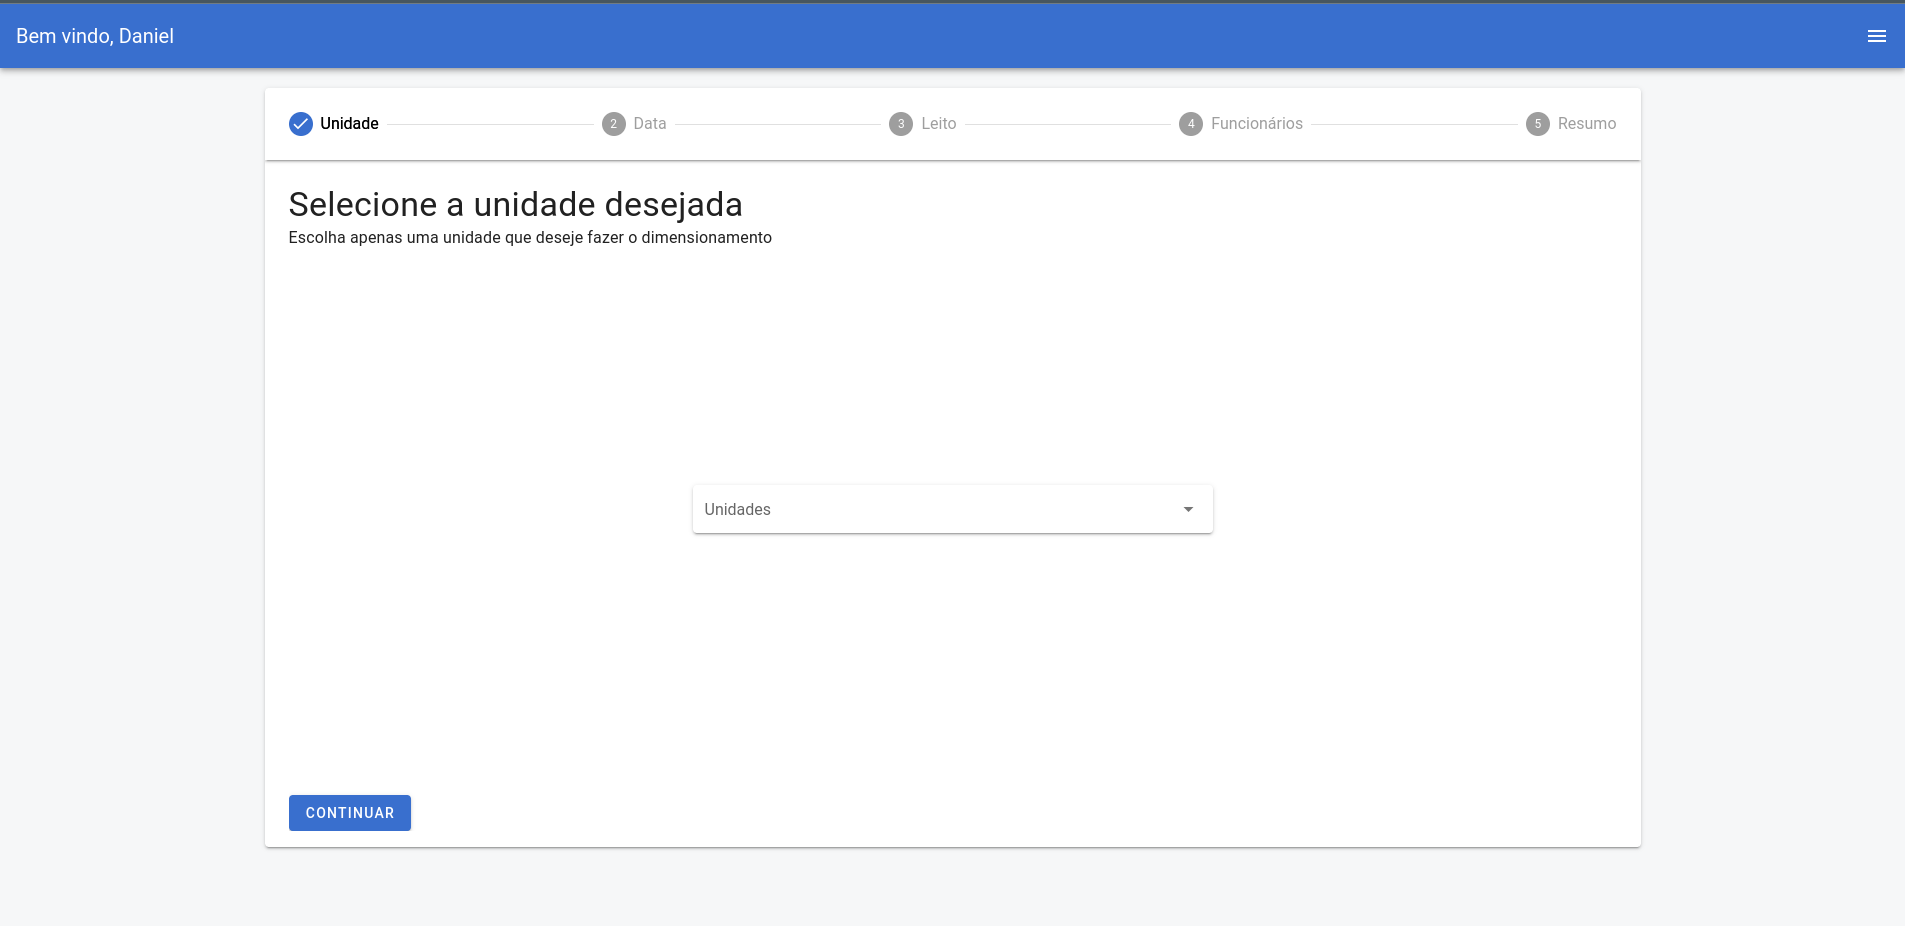 Bem vindo, Daniel
Unidade
2 Data
3 Leito
4 Funcionários
5 Resumo
Selecione a unidade desejada
Escolha apenas uma unidade que deseje fazer o dimensionamento
Unidades
CONTINUAR